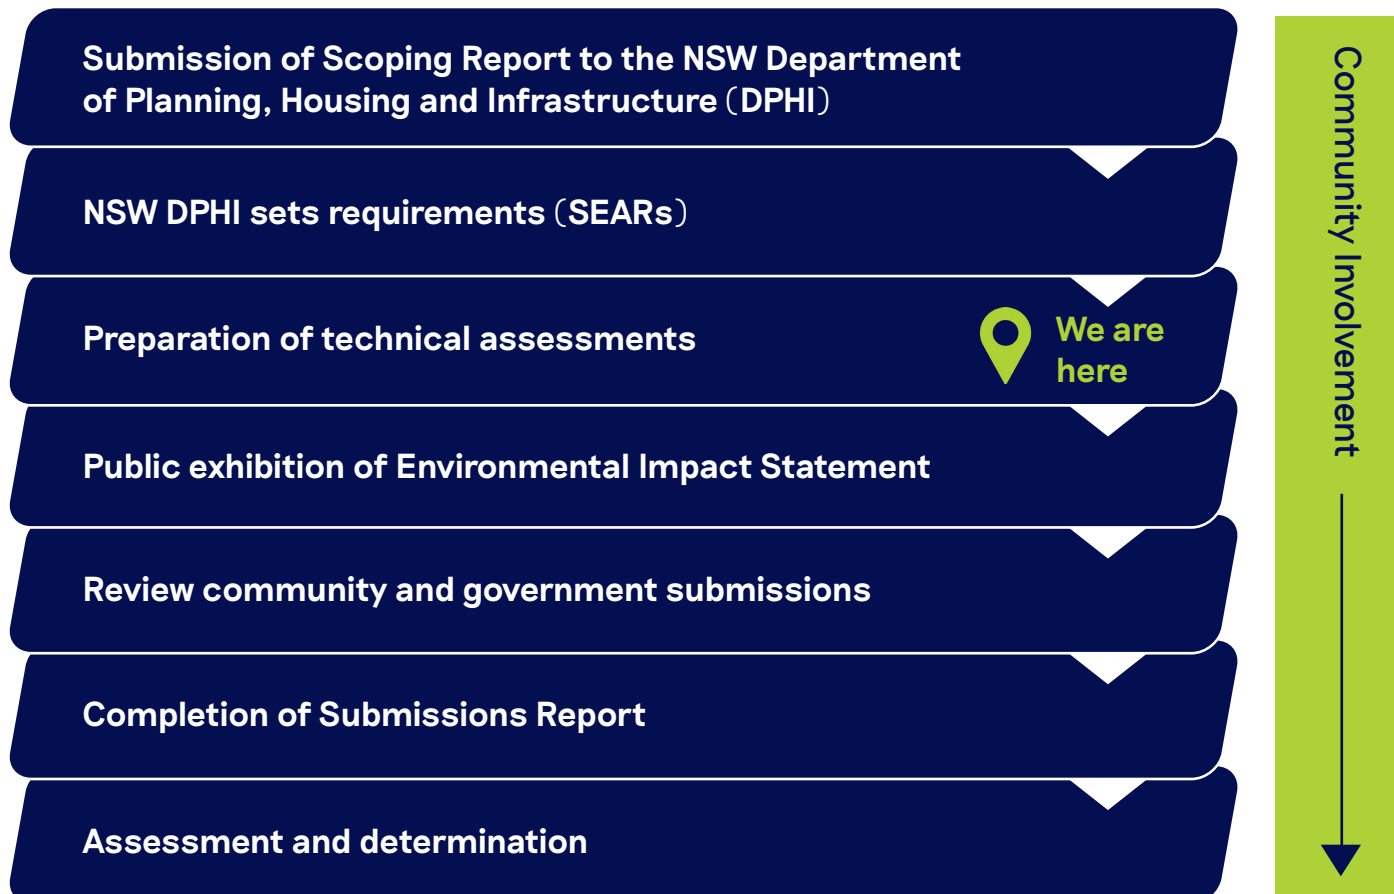 Submission of Scoping Report to the NSW Department
of Planning, Housing and Infrastructure (DPHI)
NSW DPHI sets requirements (SEARs)
Preparation of technical assessments
We are
here
Public exhibition of Environmental Impact Statement
Review community and government submissions
Completion of Submissions Report
Assessment and determination
Community Involvement